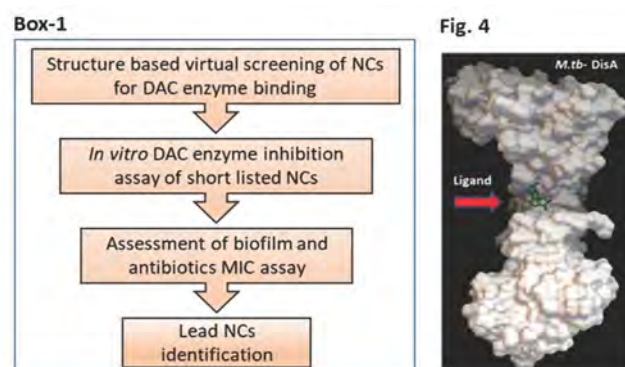 Box-1
Structure based virtual screening of NCs
for DAC enzyme binding
In vitro DAC enzyme inhibition
assay of short listed NCs
Assessment of biofilm and
antibiotics MIC assay
Lead NCs
identification
Fig. 4
M.tb- DisA
Ligand